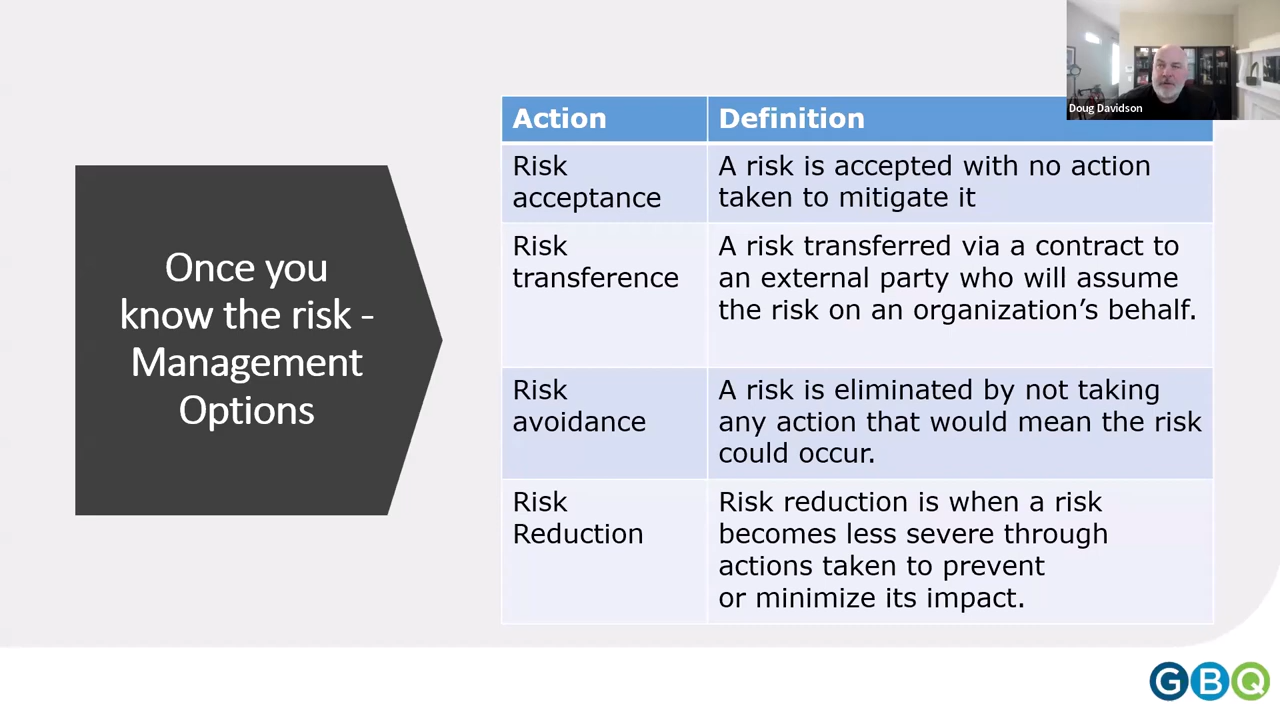 Doug Davidson
Once you
know the risk -
Management
Options
Action
Definition
Risk
acceptance
A risk is accepted with no action
taken to mitigate it
Risk
transference
A risk transferred via a contract to
an external party who will assume
the risk on an organization’s behalf.
Risk
avoidance
A risk is eliminated by not taking
any action that would mean the risk
could occur.
Risk
Reduction
Risk reduction is when a risk
becomes less severe through
actions taken to prevent
or minimize its impact.
GBQ